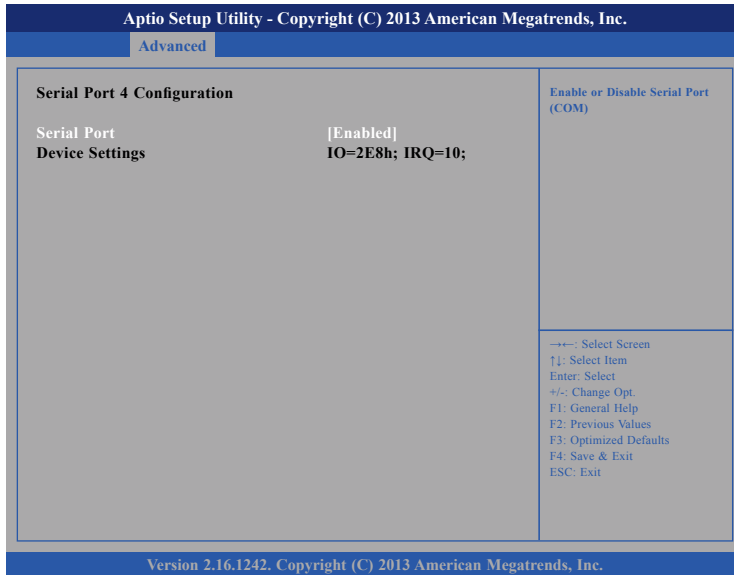 Aptio Setup Utility - Copyright (C) 2013 American Megatrends, Inc.
Advanced
Serial Port 4 Configuration
Serial Port [Enabled]
Device Settings IO=2E8h; IRQ=10;
Enable or Disable Serial Port
(COM)
→←: Select Screen
↑↓: Select Item
Enter: Select
+/-: Change Opt.
F1: General Help
F2: Previous Values
F3: Optimized Defaults
F4: Save & Exit
ESC: Exit
Version 2.16.1242. Copyright (C) 2013 American Megatrends, Inc.